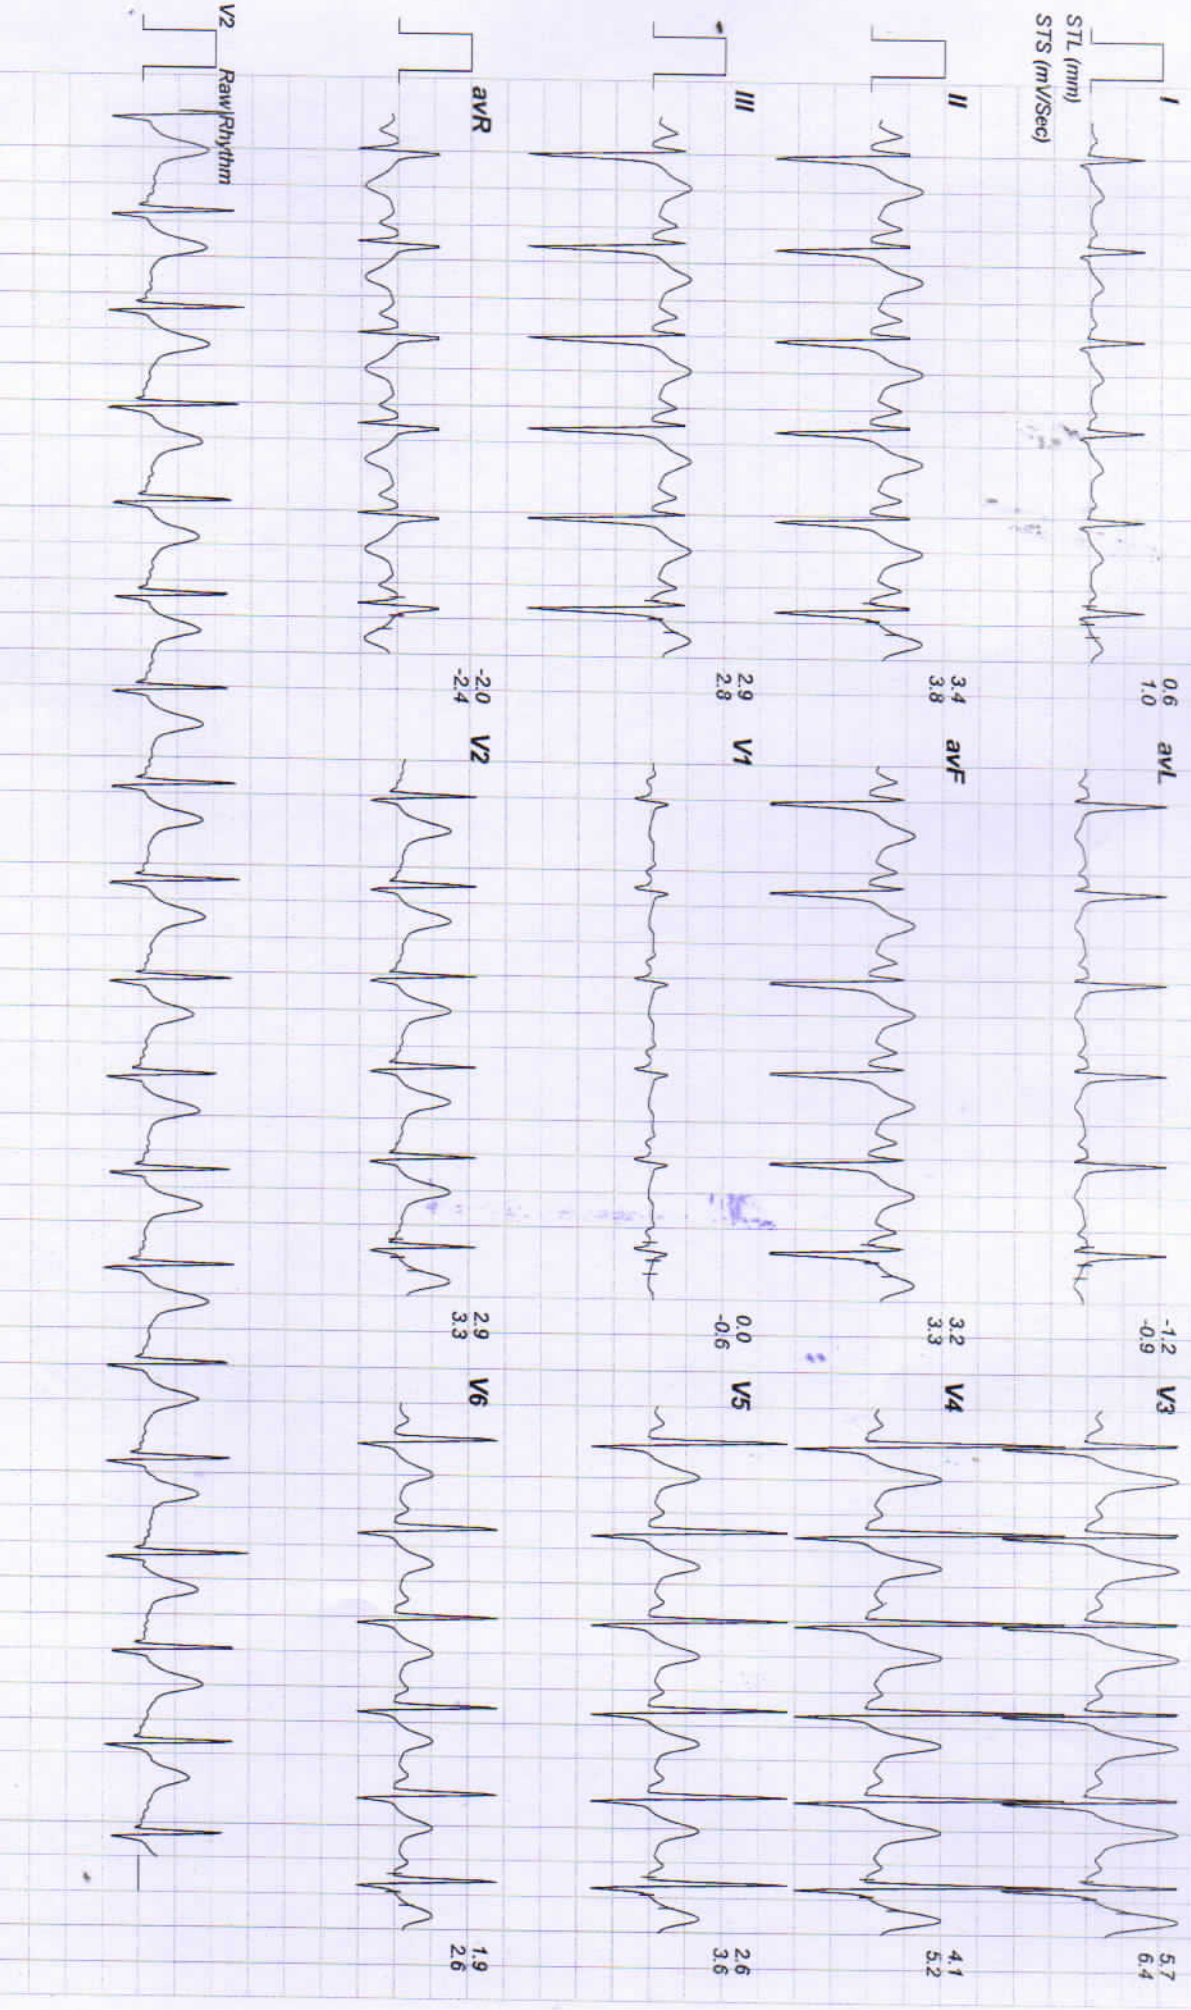 I
STL (mm)
STS (mV/Sec)
0.6
1.0
avL
-1.2
-0.9
V3
5.7
6.4
II
3.4
3.8
avF
3.2
3.3
V4
4.1
5.2
III
2.9
2.8
V1
0.0
-0.6
V5
2.6
3.6
avR
-2.0
-2.4
V2
2.9
3.3
V6
1.9
2.6
V2 Raw|Rhythm